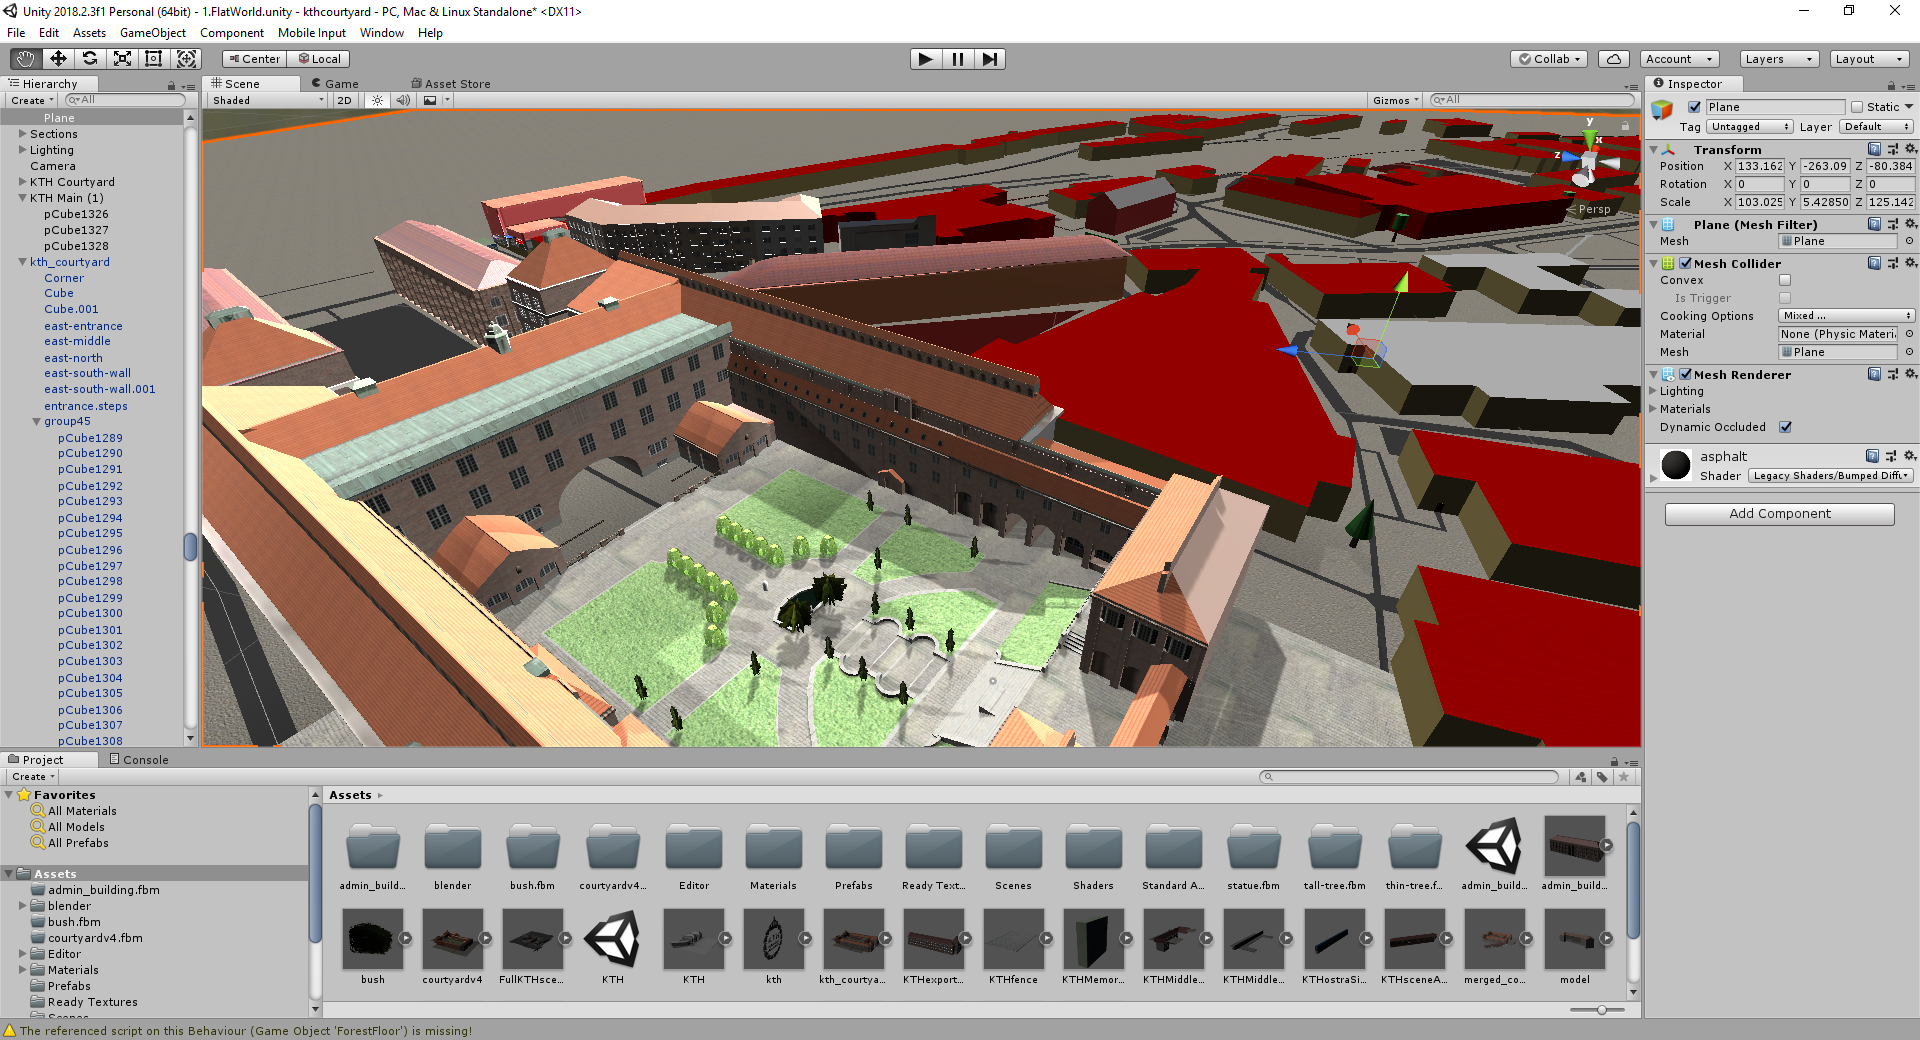 Unity 2018.2.3f1 Personal (64bit) - 1.FlatWorld.unity - kthcourtyard - PC, Mac & Linux Standalone* <DX11>
File Edit Assets GameObject Component Mobile Input Window Help
Center Local Collab Account Layers Layout
Hierarchy
Create All
Plane
Sections
Lighting
Camera
KTH Courtyard
KTH Main (1)
pCube1326
pCube1327
pCube1328
kth_courtyard
Corner
Cube
Cube.001
east-entrance
east-middle
east-north
east-south-wall
east-south-wall.001
entrance.steps
group45
pCube1289
pCube1290
pCube1291
pCube1292
pCube1293
pCube1294
pCube1295
pCube1296
pCube1297
pCube1298
pCube1299
pCube1300
pCube1301
pCube1302
pCube1303
pCube1304
pCube1305
pCube1306
pCube1307
pCube1308
Scene Game Asset Store
Shaded 2D Gizmos All
y
x
z
Persp
Inspector
Plane Static
Tag Untagged Layer Default
Transform
Position X 133.162 Y -263.09 Z -80.384
Rotation X 0 Y 0 Z 0
Scale X 103.025 Y 5.42850 Z 125.142
Plane (Mesh Filter)
Mesh Plane
Mesh Collider
Convex
Is Trigger
Cooking Options Mixed ...
Material None (Physic Materi
Mesh Plane
Mesh Renderer
Lighting
Materials
Dynamic Occluded
asphalt
Shader Legacy Shaders/Bumped Diffu
Add Component
Project Console
Create
Favorites
All Materials
All Models
All Prefabs
Assets
admin_building.fbm
blender
bush.fbm
courtyardv4.fbm
Editor
Materials
Prefabs
Ready Textures
Scenes
Assets
admin_build... blender bush.fbm courtyardv4... Editor Materials Prefabs Ready Text... Scenes Shaders Standard A... statue.fbm tall-tree.fbm thin-tree.f... admin_build... admin_build...
bush courtyardv4 FullKTHsce... KTH KTH kth kth_courtya... KTHexport... KTHfence KTHMemor... KTHMiddle... KTHMiddle... KTHostraSi... KTHsceneA... merged_co... model
The referenced script on this Behaviour (Game Object 'ForestFloor') is missing!